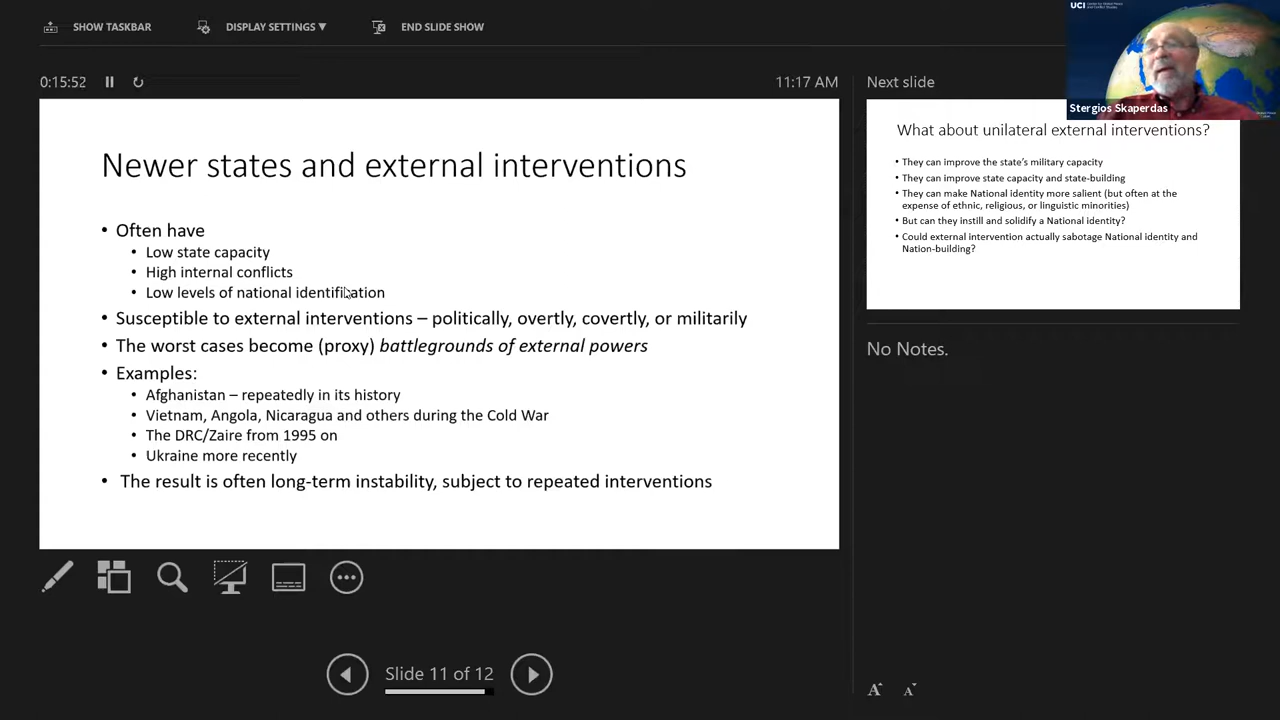 SHOW TASKBAR
DISPLAY SETTINGS ▼
END SLIDE SHOW
0:15:52
11:17 AM
Newer states and external interventions
• Often have
• Low state capacity
• High internal conflicts
• Low levels of national identification
• Susceptible to external interventions – politically, overtly, covertly, or militarily
• The worst cases become (proxy) battlegrounds of external powers
• Examples:
• Afghanistan – repeatedly in its history
• Vietnam, Angola, Nicaragua and others during the Cold War
• The DRC/Zaire from 1995 on
• Ukraine more recently
• The result is often long-term instability, subject to repeated interventions
Slide 11 of 12
Next slide
What about unilateral external interventions?
• They can improve the state's military capacity
• They can improve state capacity and state-building
• They can make National identity more salient (but often at the
expense of ethnic, religious, or linguistic minorities)
• But can they instill and solidify a National identity?
• Could external intervention actually sabotage National identity and
Nation-building?
No Notes.
A A
UCI
Stergios Skaperdas